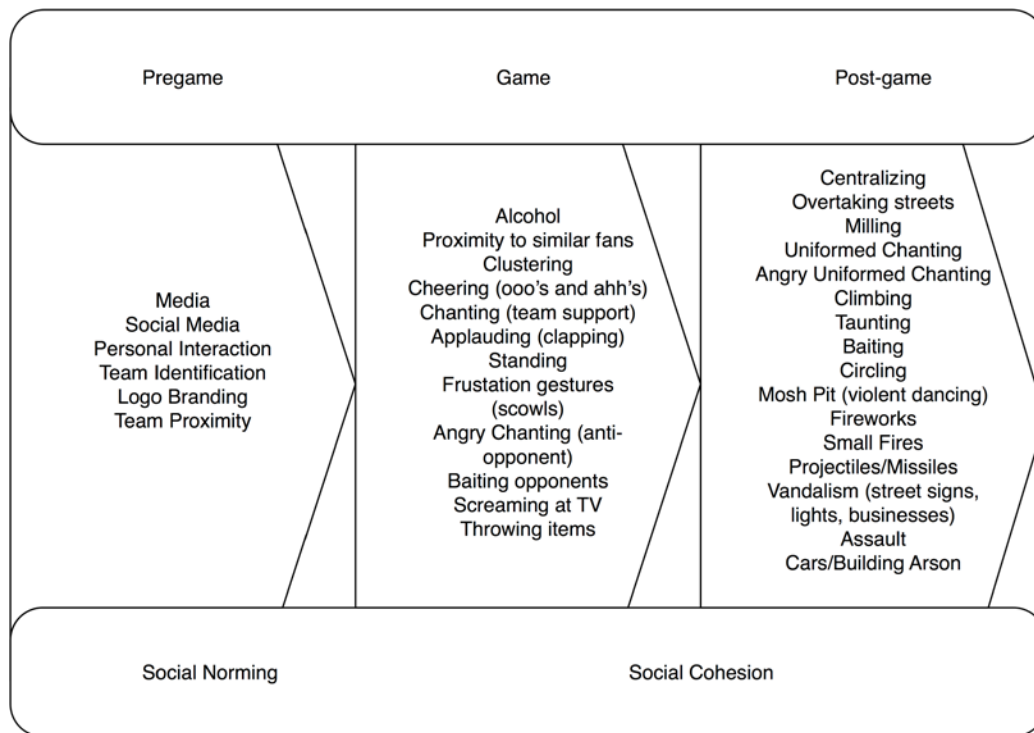 Pregame
Game
Post-game
Media
Social Media
Personal Interaction
Team Identification
Logo Branding
Team Proximity
Alcohol
Proximity to similar fans
Clustering
Cheering (ooo's and ahh's)
Chanting (team support)
Applauding (clapping)
Standing
Frustation gestures
(scowls)
Angry Chanting (anti-
opponent)
Baiting opponents
Screaming at TV
Throwing items
Centralizing
Overtaking streets
Milling
Uniformed Chanting
Angry Uniformed Chanting
Climbing
Taunting
Baiting
Circling
Mosh Pit (violent dancing)
Fireworks
Small Fires
Projectiles/Missiles
Vandalism (street signs,
lights, businesses)
Assault
Cars/Building Arson
Social Norming
Social Cohesion